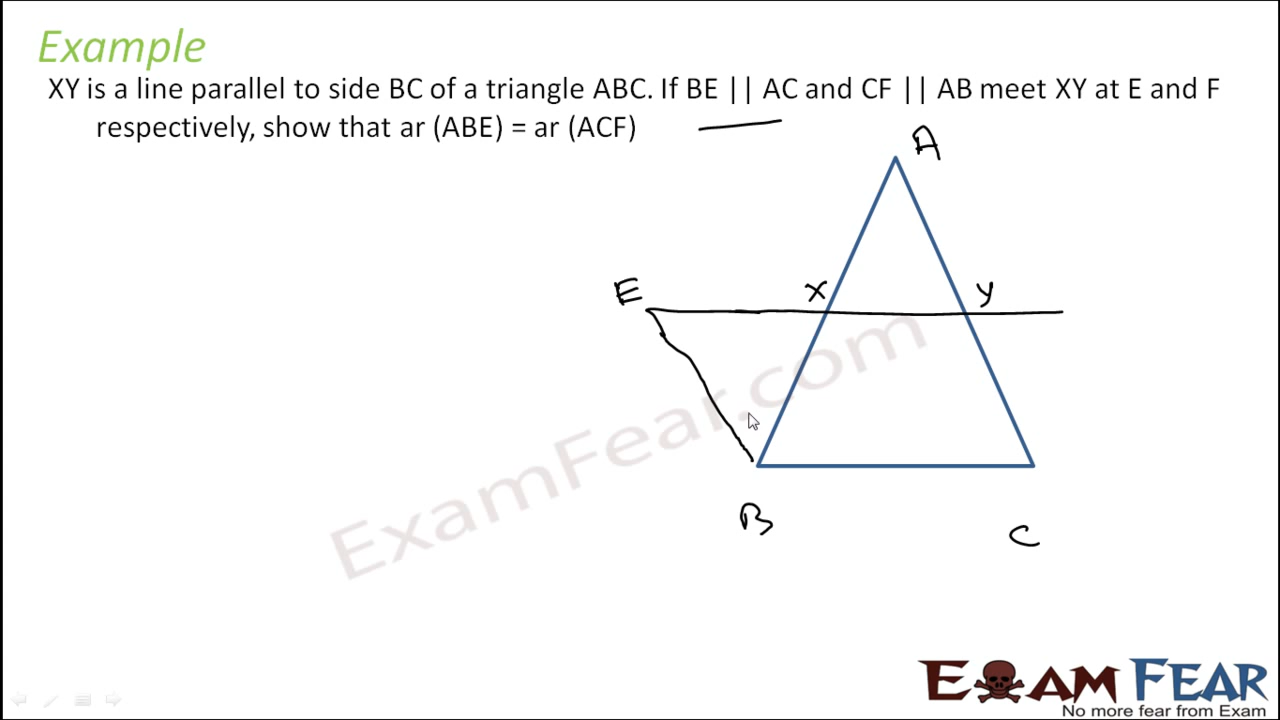 Example
XY is a line parallel to side BC of a triangle ABC. If BE || AC and CF || AB meet XY at E and F
respectively, show that ar (ABE) = ar (ACF)
A
E
X
y
B
C
ExamFear.com
EXAMFEAR
No more fear from Exam